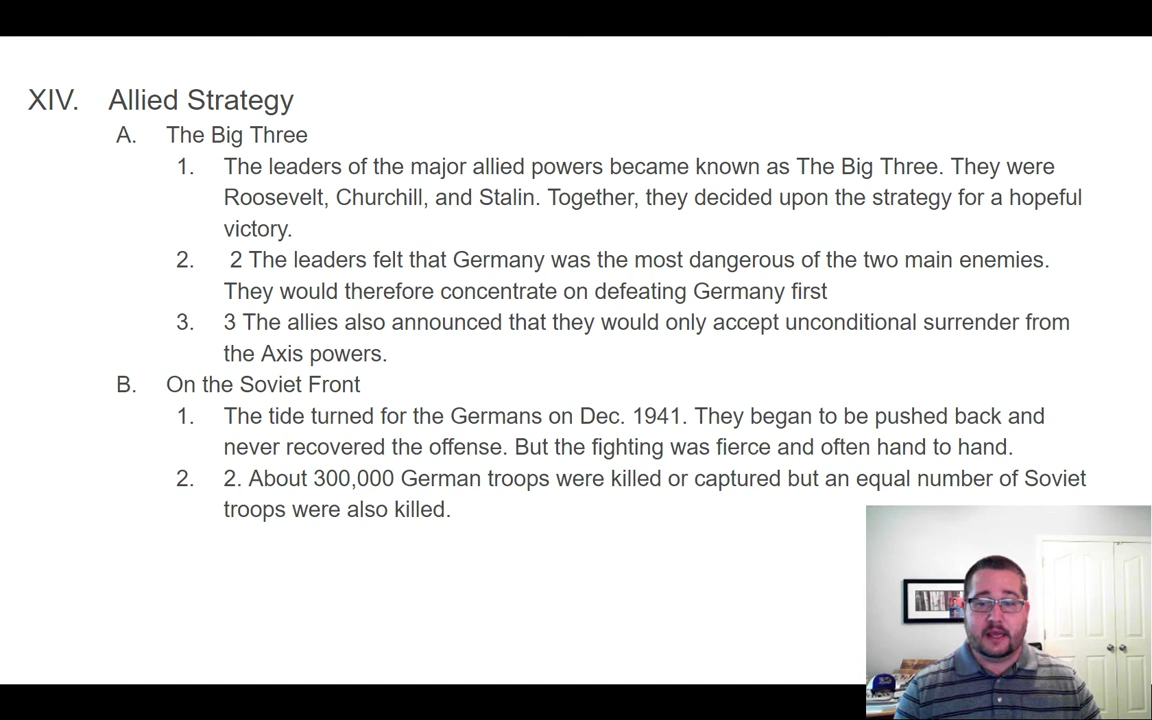 XIV. Allied Strategy
A. The Big Three
1. The leaders of the major allied powers became known as The Big Three. They were
Roosevelt, Churchill, and Stalin. Together, they decided upon the strategy for a hopeful
victory.
2. 2 The leaders felt that Germany was the most dangerous of the two main enemies.
They would therefore concentrate on defeating Germany first
3. 3 The allies also announced that they would only accept unconditional surrender from
the Axis powers.
B. On the Soviet Front
1. The tide turned for the Germans on Dec. 1941. They began to be pushed back and
never recovered the offense. But the fighting was fierce and often hand to hand.
2. 2. About 300,000 German troops were killed or captured but an equal number of Soviet
troops were also killed.